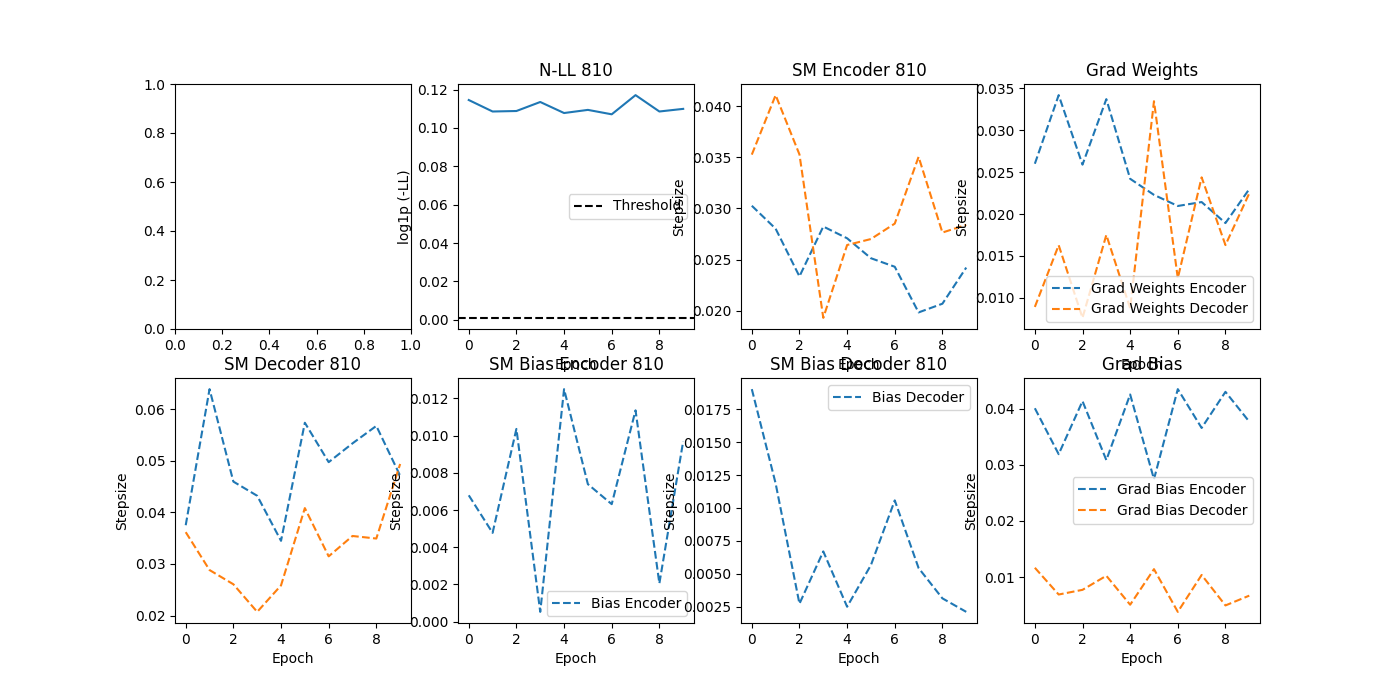 N-LL 810
SM Encoder 810
Grad Weights
1.0
0.8
0.6
0.4
0.2
0.0
0.0 0.2 0.4 0.6 0.8 1.0
log1p (-LL)
0.12
0.10
0.08
0.06
0.04
0.02
0.00
Threshold
0 2 4 6 8
Epoch
Stepsize
0.040
0.035
0.030
0.025
0.020
0 2 4 6 8
Epoch
Stepsize
0.035
0.030
0.025
0.020
0.015
0.010
Grad Weights Encoder
Grad Weights Decoder
0 2 4 6 8
Epoch
SM Decoder 810
SM Bias Encoder 810
SM Bias Decoder 810
Grad Bias
Stepsize
0.06
0.05
0.04
0.03
0.02
0 2 4 6 8
Epoch
Stepsize
0.012
0.010
0.008
0.006
0.004
0.002
0.000
Bias Encoder
0 2 4 6 8
Epoch
Stepsize
0.0175
0.0150
0.0125
0.0100
0.0075
0.0050
0.0025
Bias Decoder
0 2 4 6 8
Epoch
Stepsize
0.04
0.03
0.02
0.01
Grad Bias Encoder
Grad Bias Decoder
0 2 4 6 8
Epoch